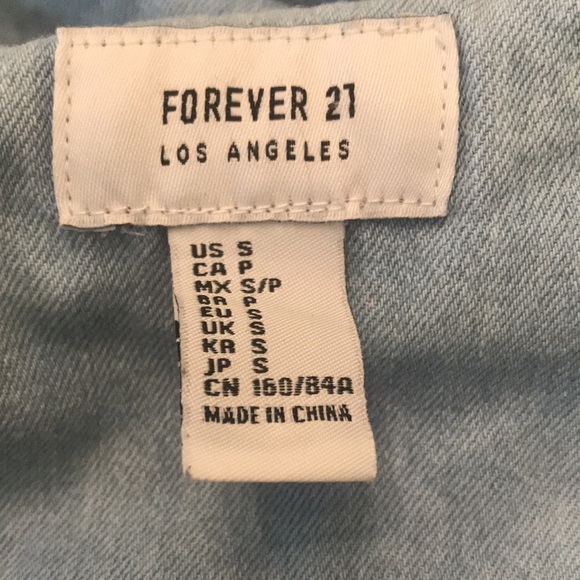 FOREVER 21
LOS ANGELES
US S
CA P
MX S/P
BR P
EU S
UK S
KR S
JP S
CN 160/84A
MADE IN CHINA